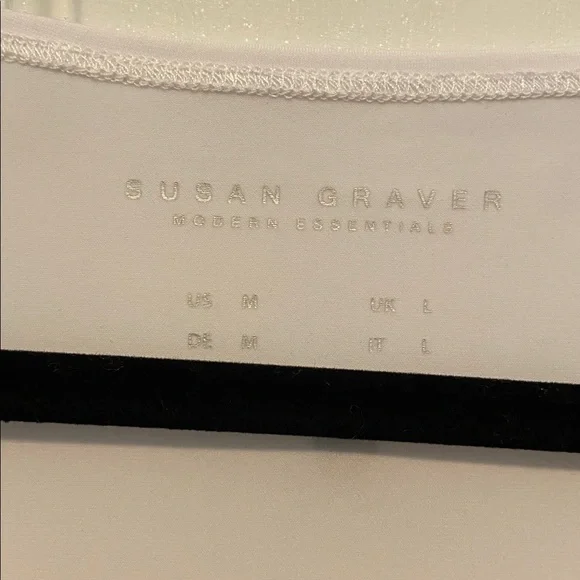 SUSAN GRAVER
MODERN ESSENTIALS
US M UK L
DE M IT L